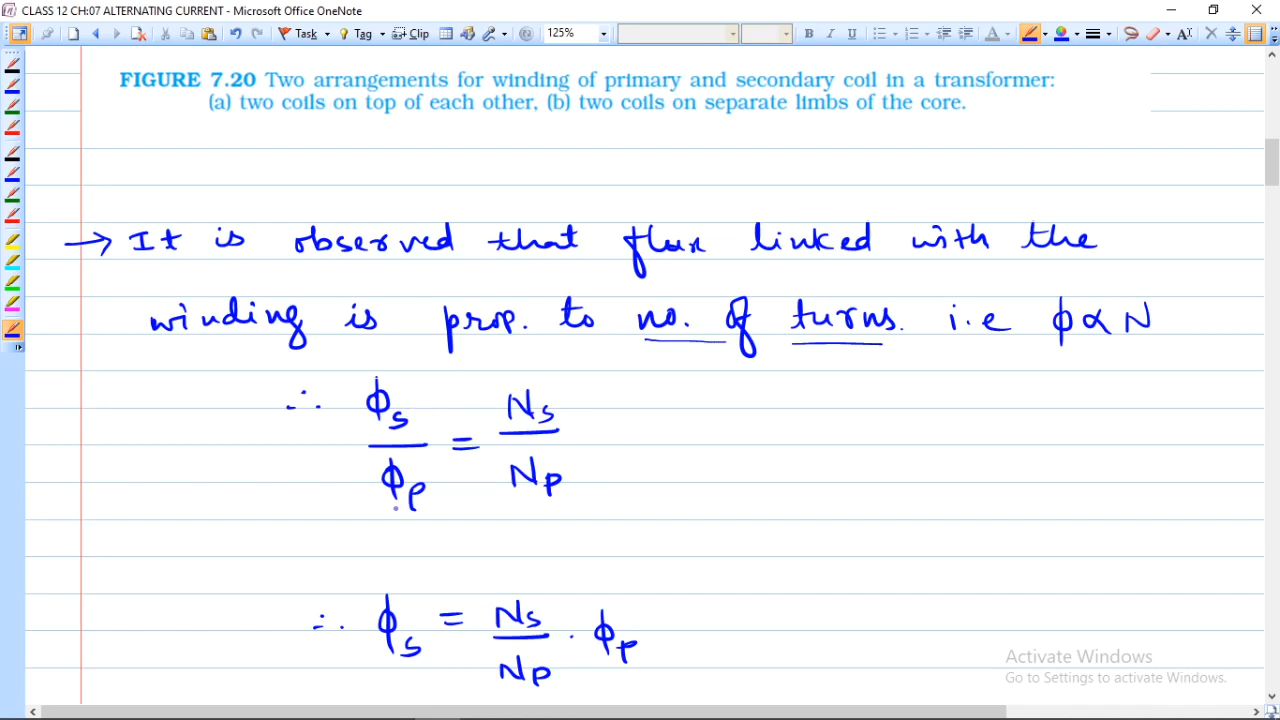 CLASS 12 CH:07 ALTERNATING CURRENT - Microsoft Office OneNote
Task Tag Clip 125% B I U
FIGURE 7.20 Two arrangements for winding of primary and secondary coil in a transformer:
(a) two coils on top of each other, (b) two coils on separate limbs of the core.
→ It is observed that flux linked with the
winding is prop. to no. of turns. i.e ϕ ∝ N
∴ ϕs / ϕp = Ns / Np
∴ ϕs = Ns / Np . ϕp
Activate Windows
Go to Settings to activate Windows.